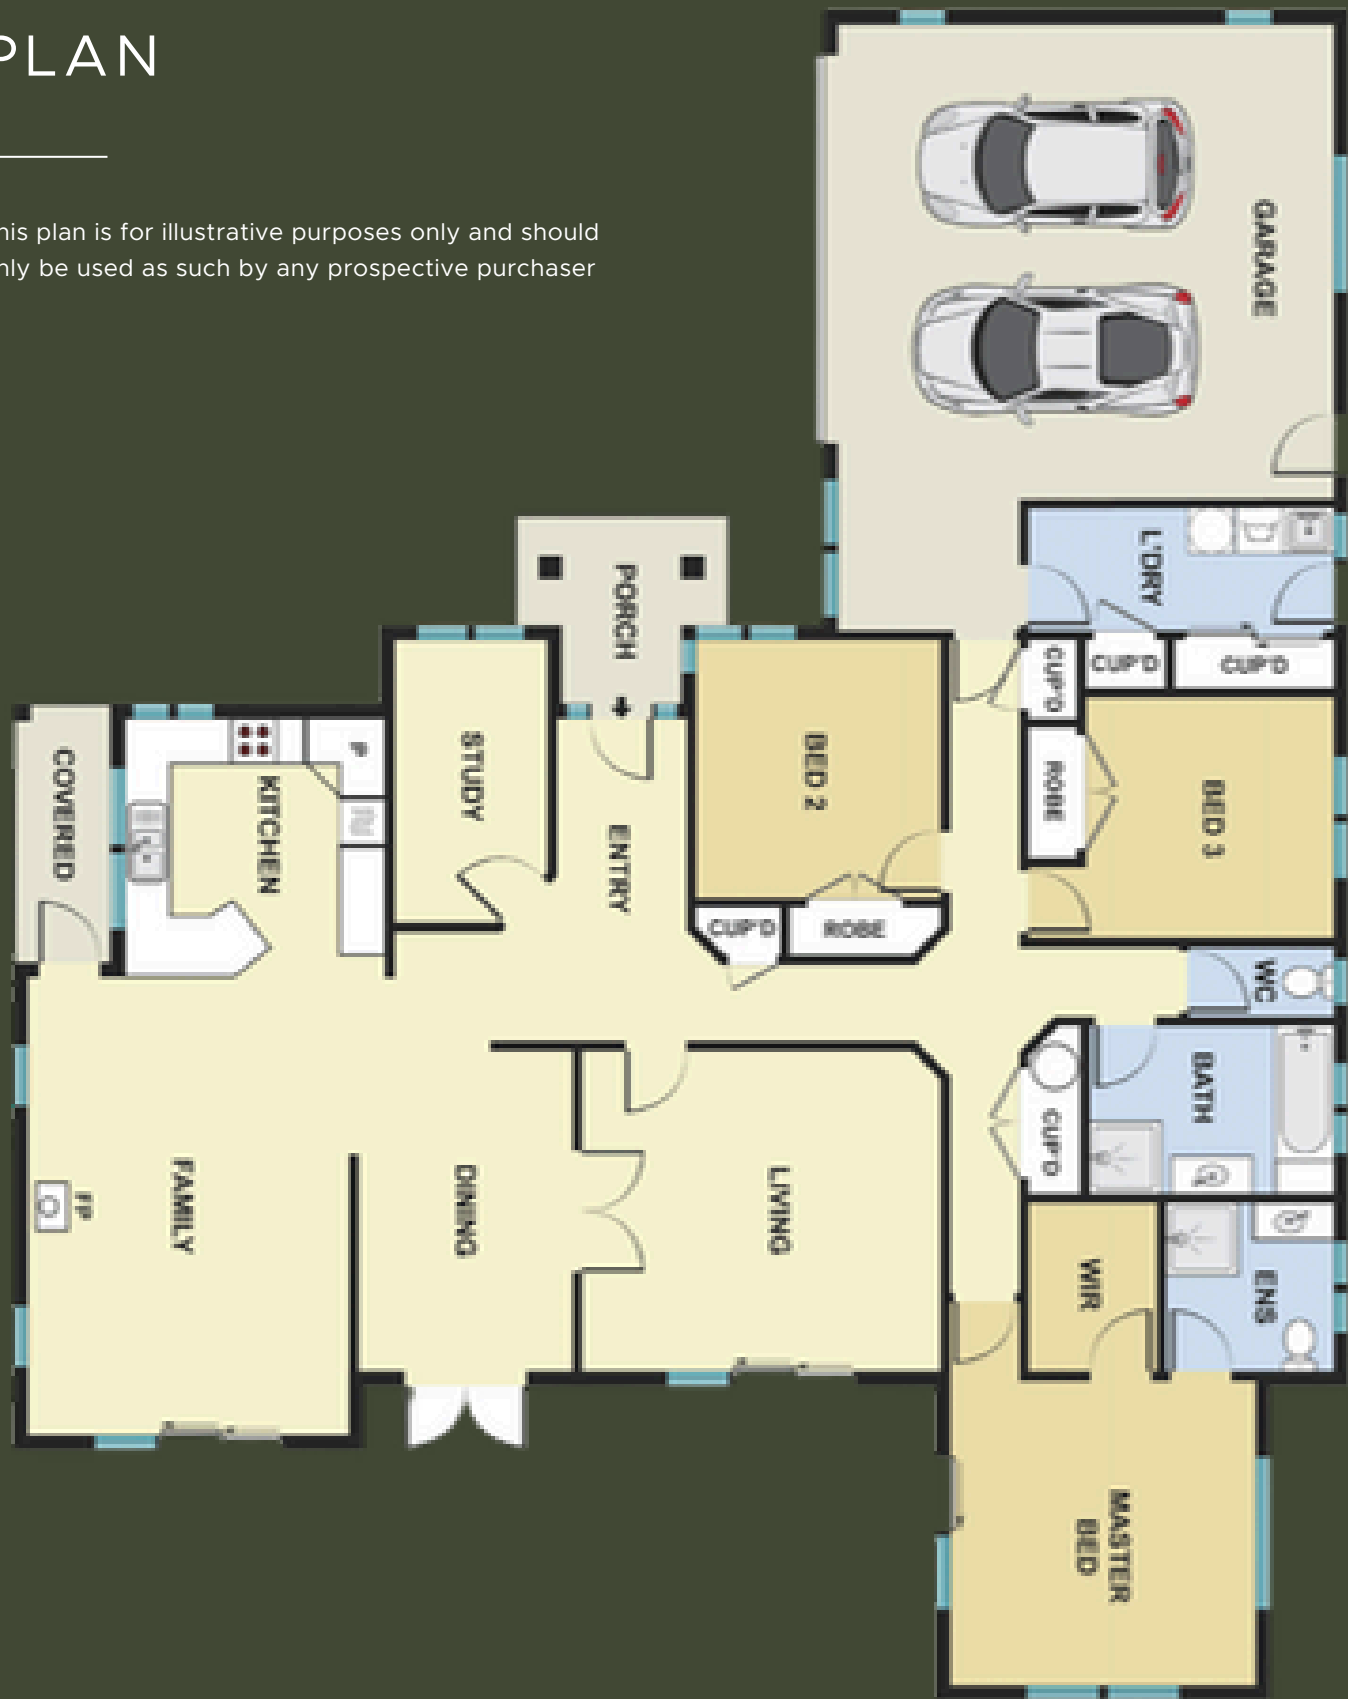 PLAN
his plan is for illustrative purposes only and should
nly be used as such by any prospective purchaser
GARAGE
L'DRY
PORCH
CUP'D
CUP'D
CUP'D
COVERED
KITCHEN
P
STUDY
ENTRY
BED 2
ROBE
BED 3
CUP'D
ROBE
WC
BATH
CUP'D
FP
FAMILY
DINING
LIVING
WIR
ENS
MASTER
BED